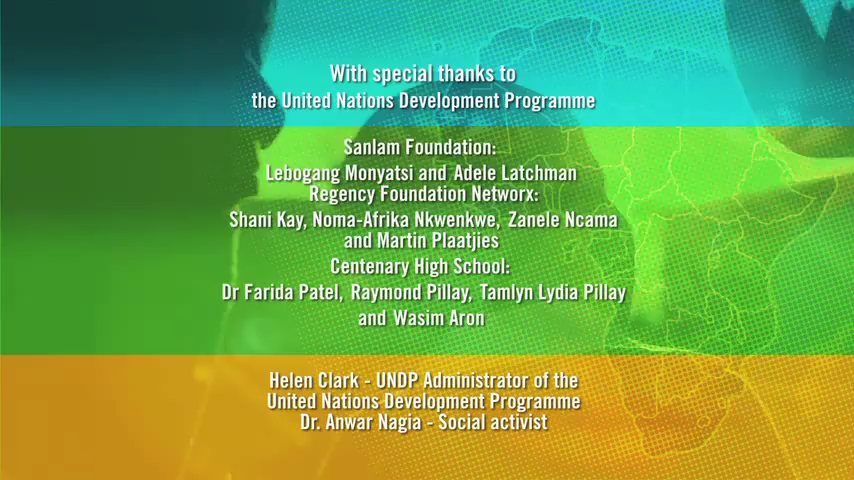 With special thanks to
the United Nations Development Programme
Sanlam Foundation:
Lebogang Monyatsi and Adele Latchman
Regency Foundation Networx:
Shani Kay, Noma-Afrika Nkwenkwe, Zanele Ncama
and Martin Plaatjies
Centenary High School:
Dr Farida Patel, Raymond Pillay, Tamlyn Lydia Pillay
and Wasim Aron
Helen Clark - UNDP Administrator of the
United Nations Development Programme
Dr. Anwar Nagia - Social activist